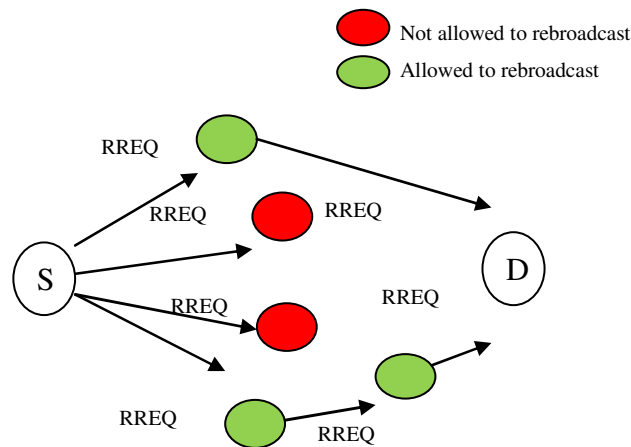 Not allowed to rebroadcast
Allowed to rebroadcast
RREQ
RREQ
RREQ
S
D
RREQ
RREQ
RREQ
RREQ